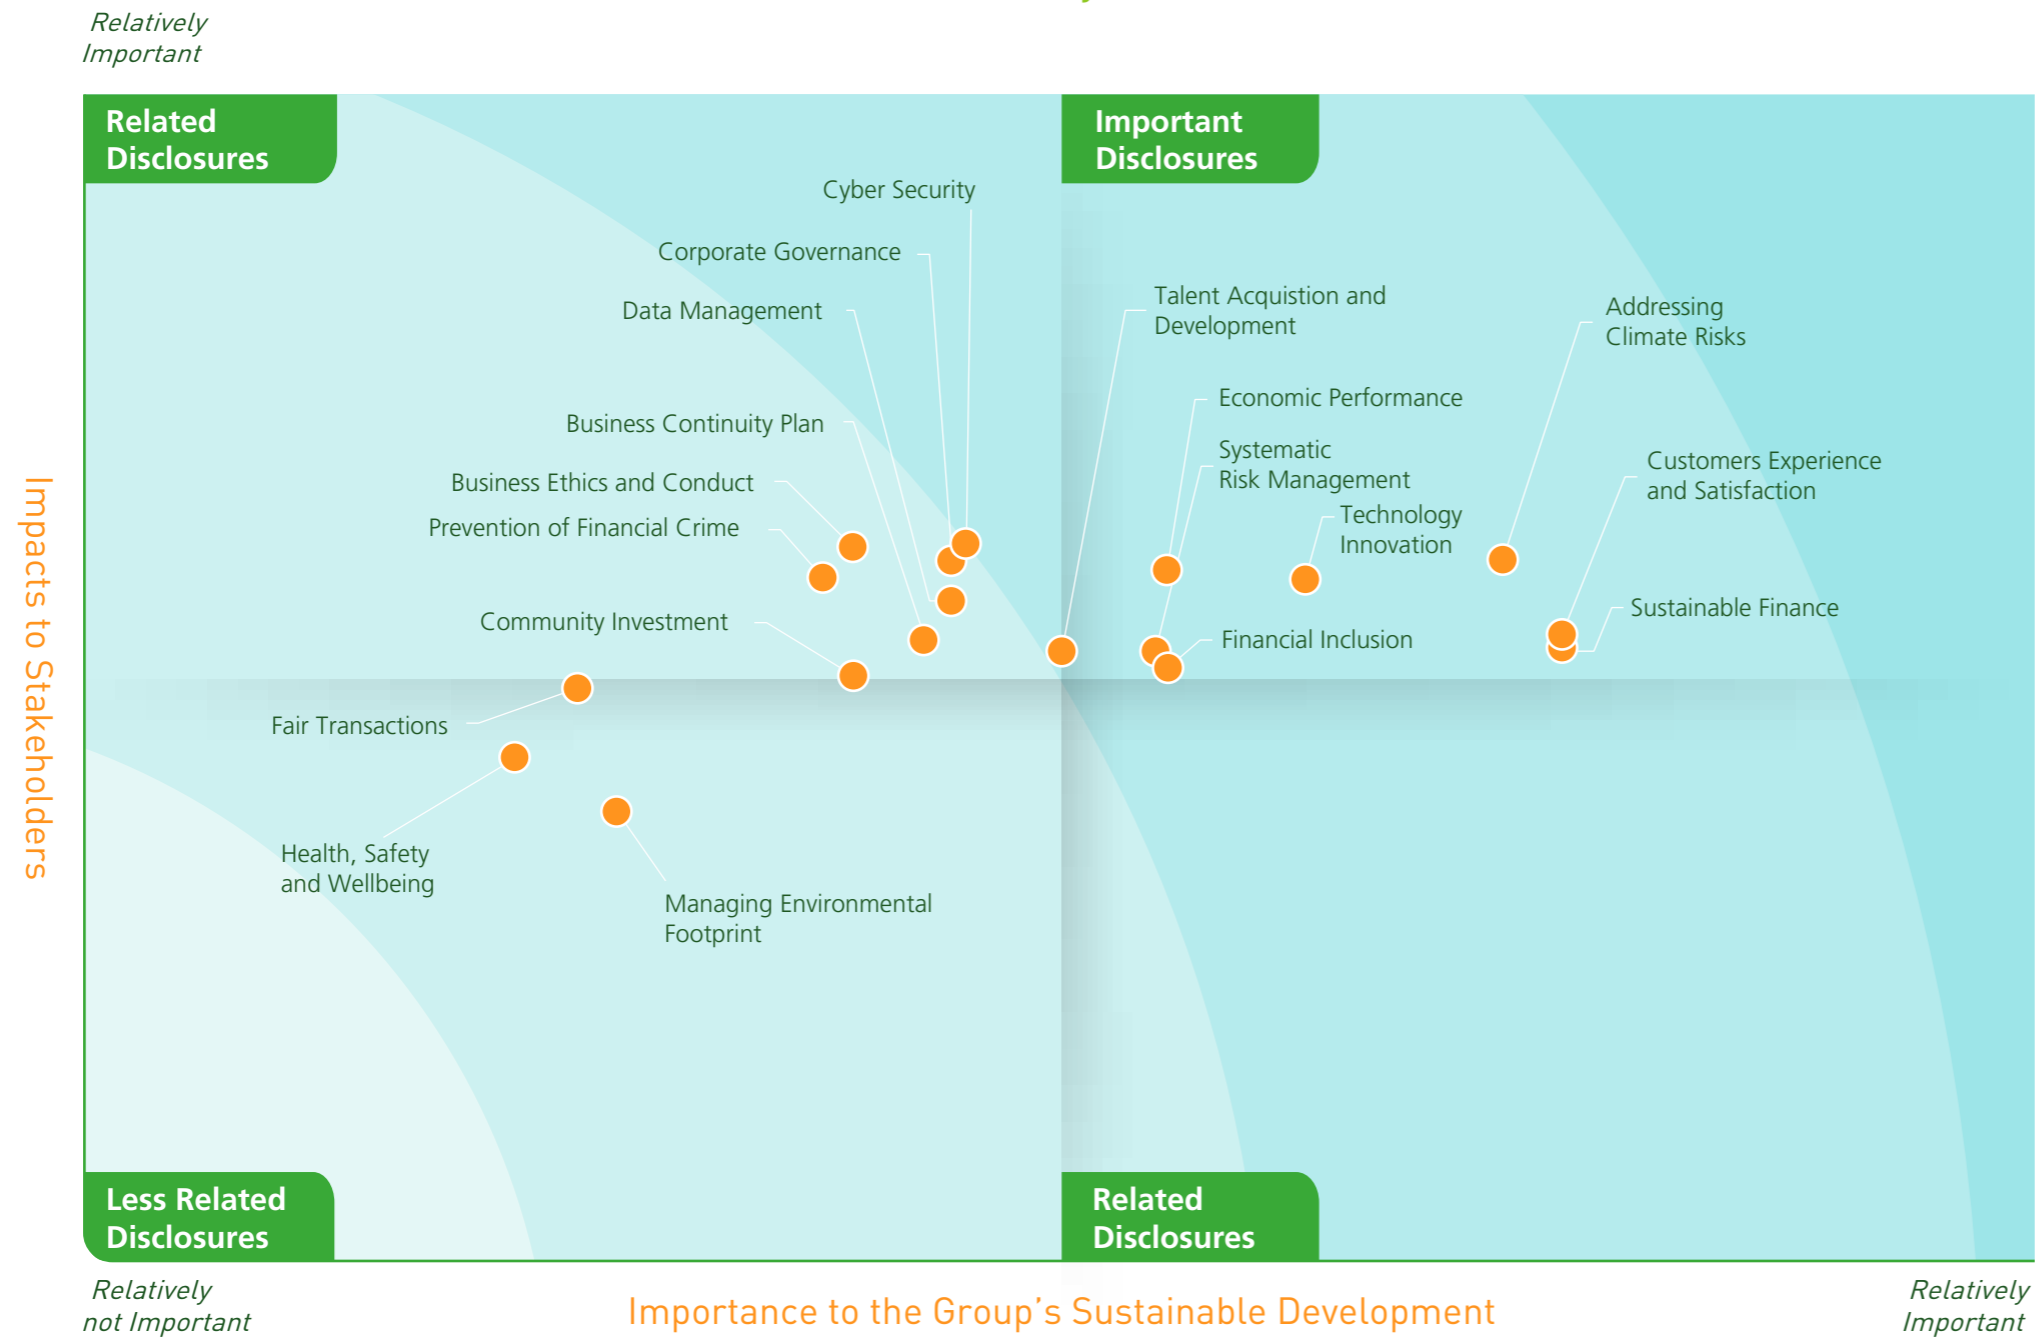 Relatively
Important
Related
Disclosures
Important
Disclosures
Cyber Security
Corporate Governance
Data Management
Talent Acquistion and
Development
Addressing
Climate Risks
Economic Performance
Business Continuity Plan
Systematic
Risk Management
Customers Experience
and Satisfaction
Business Ethics and Conduct
Prevention of Financial Crime
Technology
Innovation
Community Investment
Sustainable Finance
Financial Inclusion
Fair Transactions
Impacts to Stakeholders
Health, Safety
and Wellbeing
Managing Environmental
Footprint
Less Related
Disclosures
Related
Disclosures
Relatively
not Important
Importance to the Group’s Sustainable Development
Relatively
Important